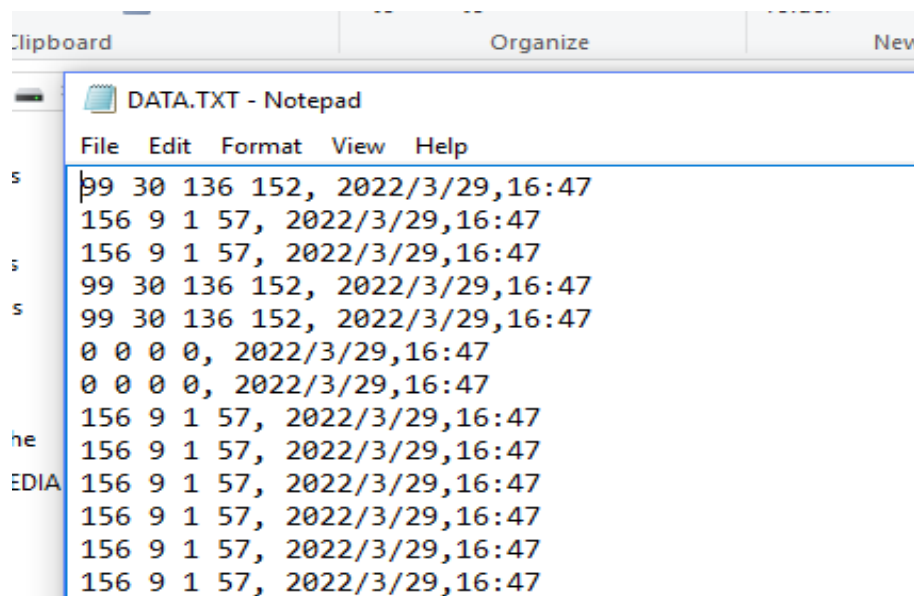 Clipboard Organize New
DATA.TXT - Notepad
File Edit Format View Help
99 30 136 152, 2022/3/29,16:47
156 9 1 57, 2022/3/29,16:47
156 9 1 57, 2022/3/29,16:47
99 30 136 152, 2022/3/29,16:47
99 30 136 152, 2022/3/29,16:47
0 0 0 0, 2022/3/29,16:47
0 0 0 0, 2022/3/29,16:47
156 9 1 57, 2022/3/29,16:47
156 9 1 57, 2022/3/29,16:47
156 9 1 57, 2022/3/29,16:47
156 9 1 57, 2022/3/29,16:47
156 9 1 57, 2022/3/29,16:47
156 9 1 57, 2022/3/29,16:47